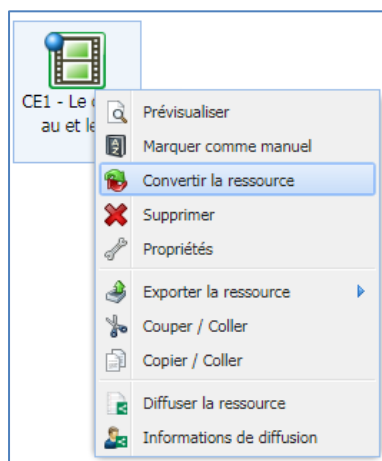 CE1 - Le
au et le
Prévisualiser
Marquer comme manuel
Convertir la ressource
Supprimer
Propriétés
Exporter la ressource
Couper / Coller
Copier / Coller
Diffuser la ressource
Informations de diffusion